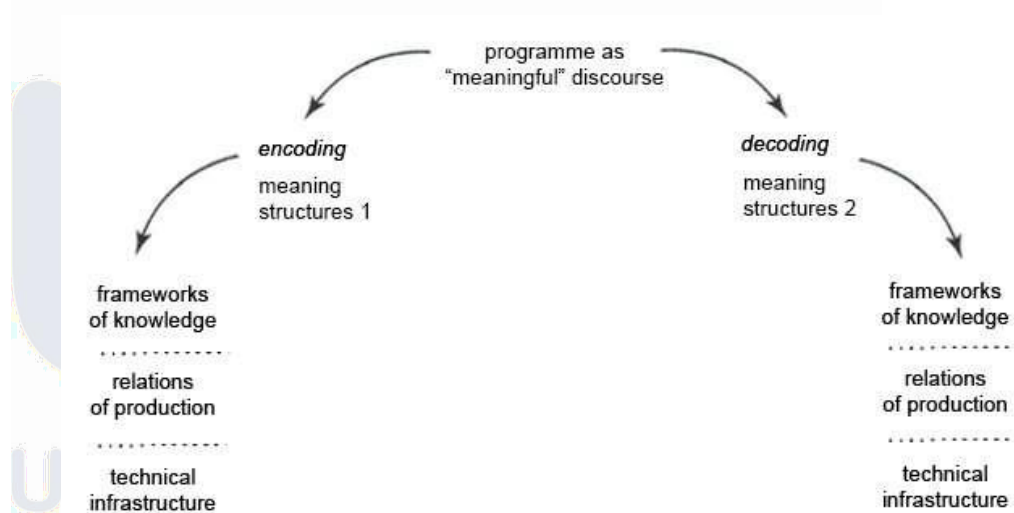 programme as
"meaningful" discourse
encoding
meaning
structures 1
decoding
meaning
structures 2
frameworks
of knowledge
relations
of production
technical
infrastructure
frameworks
of knowledge
relations
of production
technical
infrastructure